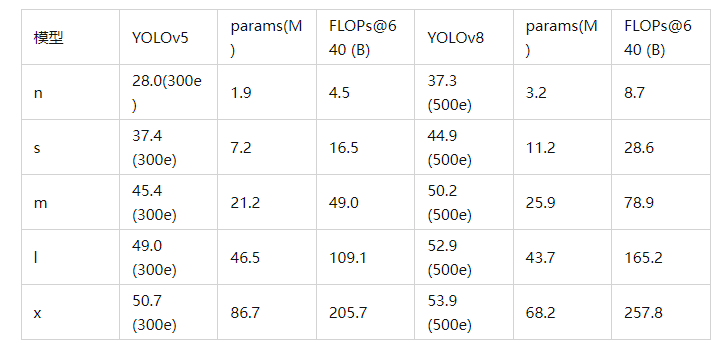 模型 YOLOv5 params(M) FLOPs@640 (B) YOLOv8 params(M) FLOPs@640 (B)
n 28.0(300e) 1.9 4.5 37.3 (500e) 3.2 8.7
s 37.4 (300e) 7.2 16.5 44.9 (500e) 11.2 28.6
m 45.4 (300e) 21.2 49.0 50.2 (500e) 25.9 78.9
l 49.0 (300e) 46.5 109.1 52.9 (500e) 43.7 165.2
x 50.7 (300e) 86.7 205.7 53.9 (500e) 68.2 257.8